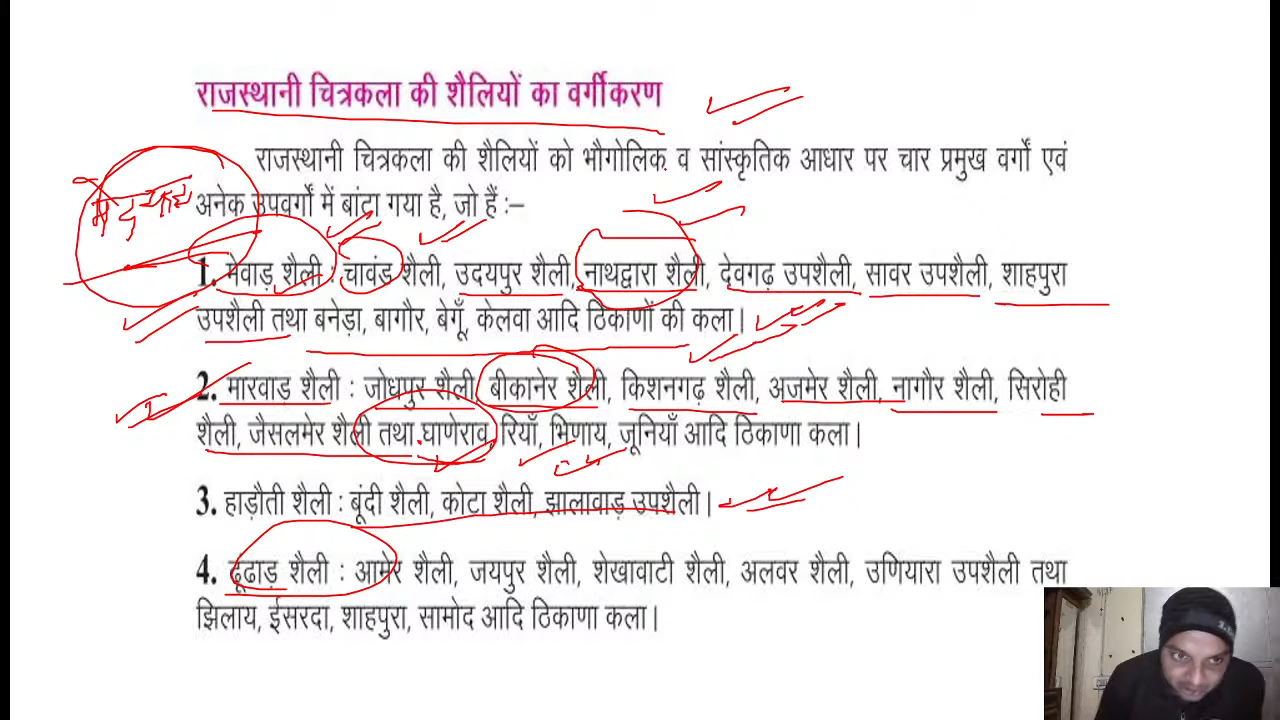 राजस्थानी चित्रकला की शैलियों का वर्गीकरण
राजस्थानी चित्रकला की शैलियों को भौगोलिक व सांस्कृतिक आधार पर चार प्रमुख वर्गों एवं
अनेक उपवर्गों में बांटा गया है, जो हैं :–
1. मेवाड़ शैली : चावंड शैली, उदयपुर शैली, नाथद्वारा शैली, देवगढ़ उपशैली, सावर उपशैली, शाहपुरा
उपशैली तथा बनेड़ा, बागौर, बेगूँ, केलवा आदि ठिकाणों की कला।
2. मारवाड़ शैली : जोधपुर शैली, बीकानेर शैली, किशनगढ़ शैली, अजमेर शैली, नागौर शैली, सिरोही
शैली, जैसलमेर शैली तथा घाणेराव, रियाँ, भिणाय, जूनियाँ आदि ठिकाणा कला।
3. हाड़ौती शैली : बूंदी शैली, कोटा शैली, झालावाड़ उपशैली।
4. ढूंढाड़ शैली : आमेर शैली, जयपुर शैली, शेखावाटी शैली, अलवर शैली, उणियारा उपशैली तथा
झिलाय, ईसरदा, शाहपुरा, सामोद आदि ठिकाणा कला।